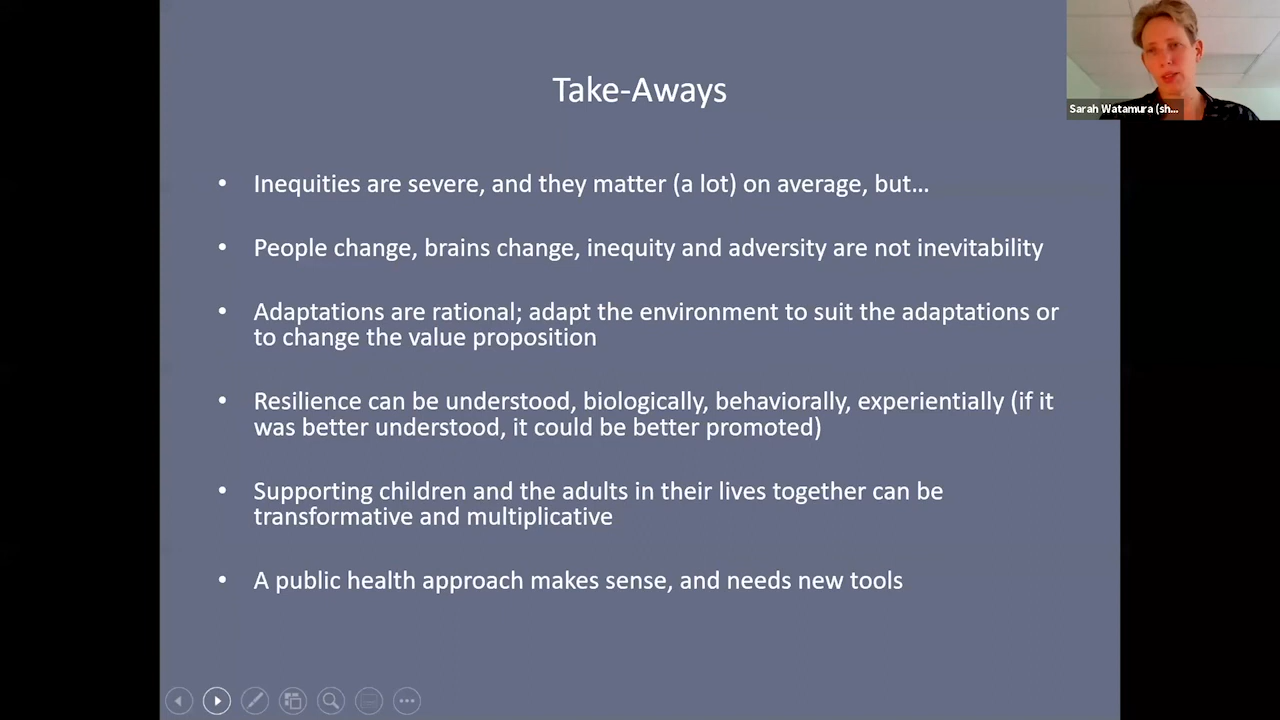 Take-Aways
Sarah Watamura (sh...
• Inequities are severe, and they matter (a lot) on average, but...
• People change, brains change, inequity and adversity are not inevitability
• Adaptations are rational; adapt the environment to suit the adaptations or
to change the value proposition
• Resilience can be understood, biologically, behaviorally, experientially (if it
was better understood, it could be better promoted)
• Supporting children and the adults in their lives together can be
transformative and multiplicative
• A public health approach makes sense, and needs new tools